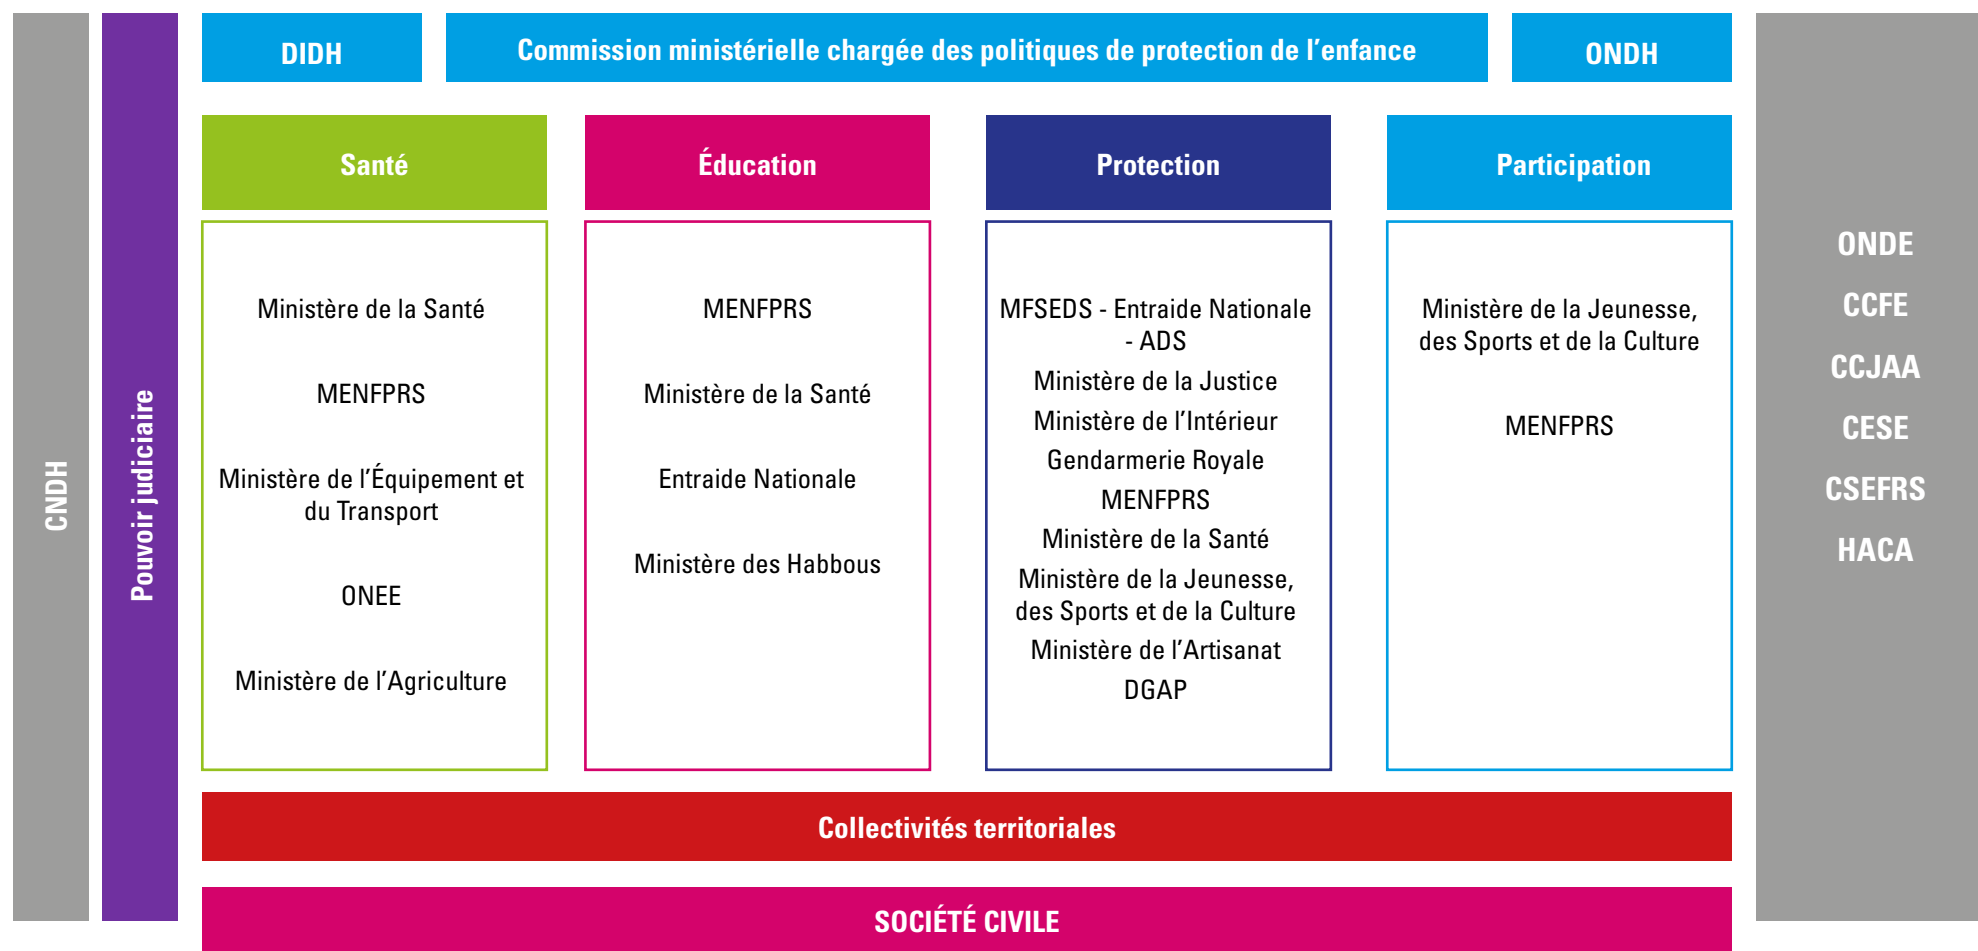 CNDH
Pouvoir judiciaire
DIDH
Commission ministérielle chargée des politiques de protection de l’enfance
ONDH
Santé
Ministère de la Santé
MENFPRS
Ministère de l’Équipement et
du Transport
ONEE
Ministère de l’Agriculture
Éducation
MENFPRS
Ministère de la Santé
Entraide Nationale
Ministère des Habbous
Protection
MFSEDS - Entraide Nationale
- ADS
Ministère de la Justice
Ministère de l’Intérieur
Gendarmerie Royale
MENFPRS
Ministère de la Santé
Ministère de la Jeunesse,
des Sports et de la Culture
Ministère de l’Artisanat
DGAP
Participation
Ministère de la Jeunesse,
des Sports et de la Culture
MENFPRS
ONDE
CCFE
CCJAA
CESE
CSEFRS
HACA
Collectivités territoriales
SOCIÉTÉ CIVILE